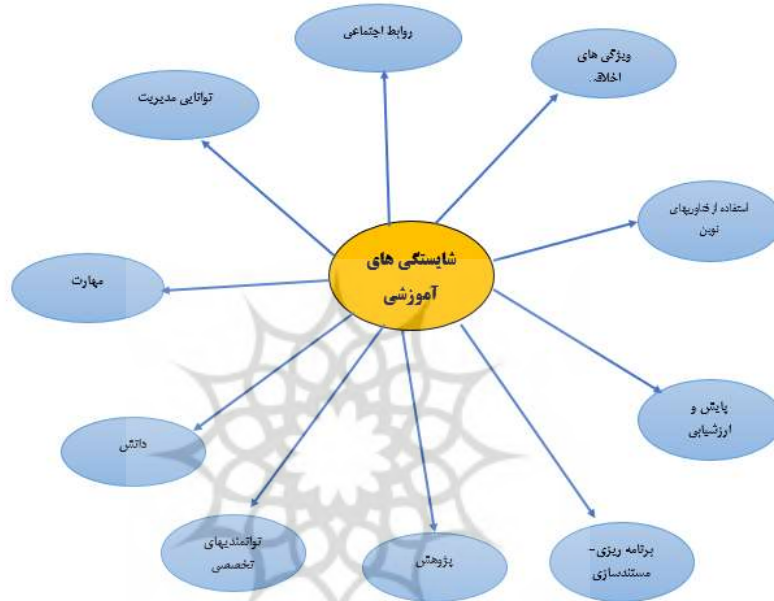 روابط اجتماعی
ویژگی های
اخلاق..
توانایی مدیریت
استفاده از فناوریهای
نوین
شایستگی های
آموزشی
مهارت
پایش و
ارزشیابی
دانش
توانمندیهای
تخصصی
پژوهش
برنامه ریزی-
مستندسازی